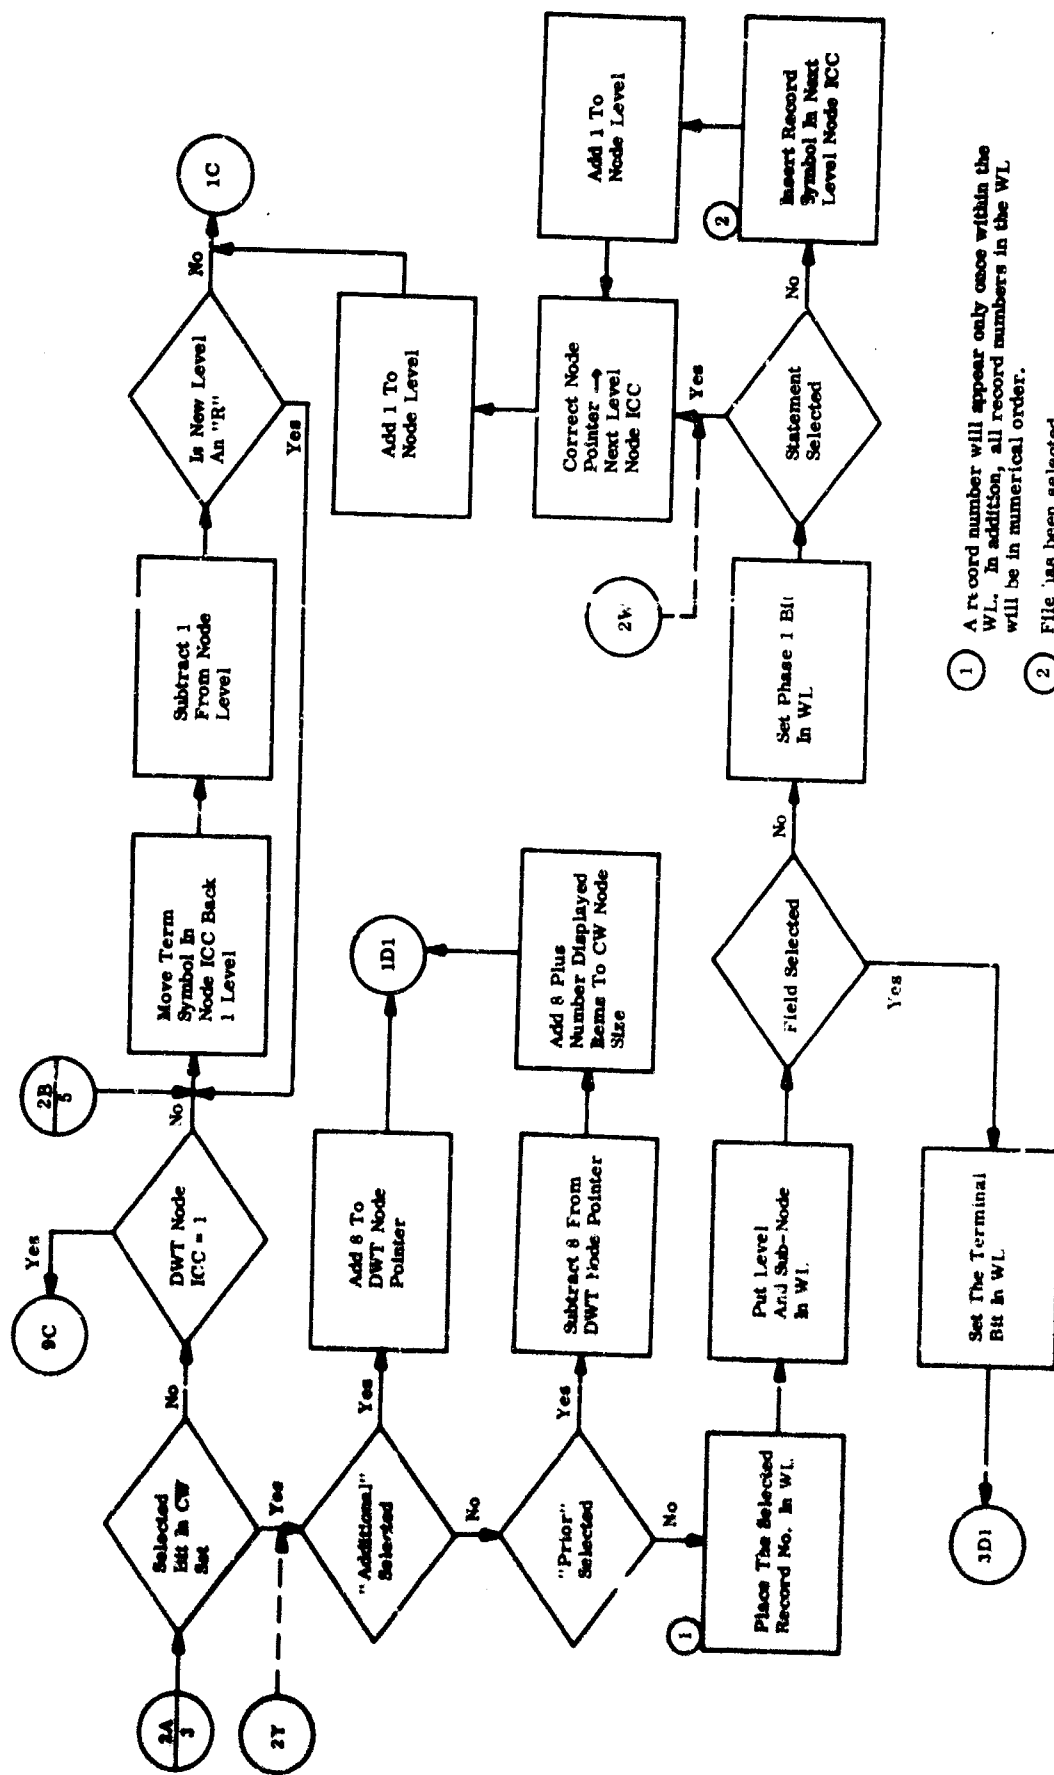 2A
3
Selected
Bit In CW
Set
No
Yes
DWT Node
ICC = 1
Yes
9C
No
2B
5
Move Term
Symbol In
Node ICC Back
1 Level
Subtract 1
From Node
Level
Is New Level
An "R"
No
Yes
1C
2Y
"Additional"
Selected
Yes
No
Add 8 To
DWT Node
Pointer
1D1
"Prior"
Selected
Yes
No
Subtract 8 From
DWT Node Pointer
Add 8 Plus
Number Displayed
Items To CW Node
Size
Add 1 To
Node Level
Correct Node
Pointer →
Next Level
Node ICC
Add 1 To
Node Level
1
Place The Selected
Record No. In WL
Put Level
And Sub-Node
In WL
Field Selected
No
Yes
Set Phase 1 Bit
In WL
2W
Statement
Selected
Yes
No
2
Insert Record
Symbol In Next
Level Node ICC
3D1
Set The Terminal
Bit In WL
1 A record number will appear only once within the
WL. In addition, all record numbers in the WL
will be in numerical order.
2 File has been selected